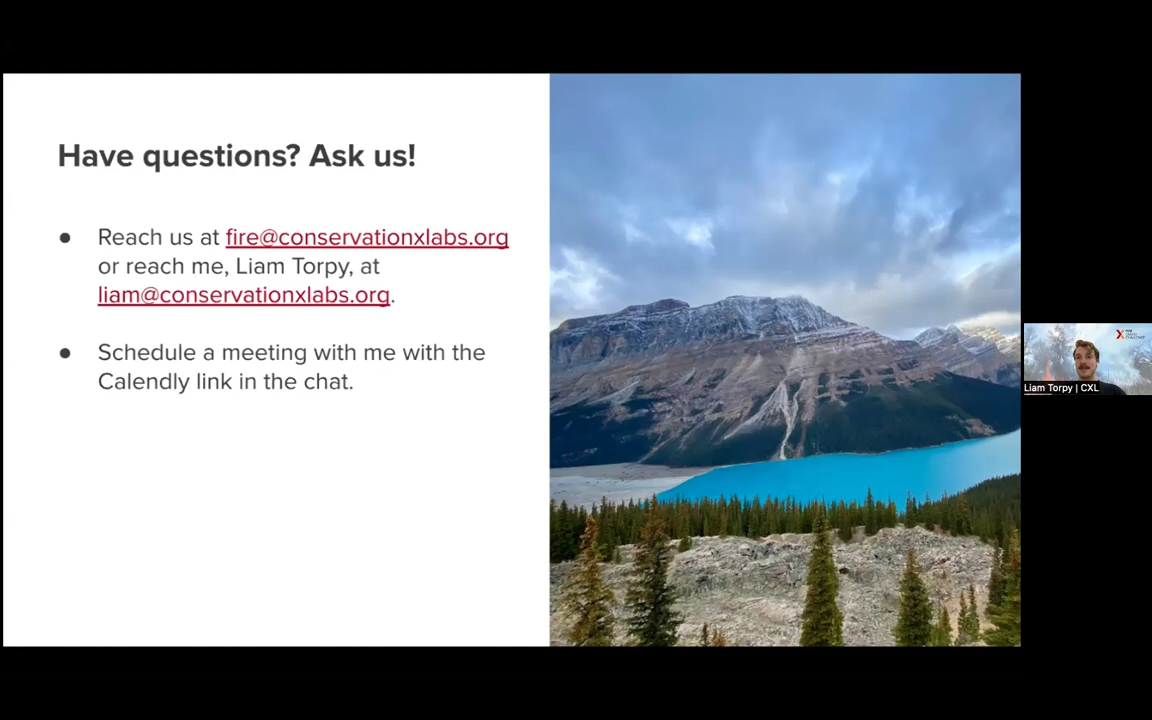 Have questions? Ask us!
● Reach us at fire@conservationxlabs.org
or reach me, Liam Torpy, at
liam@conservationxlabs.org.
● Schedule a meeting with me with the
Calendly link in the chat.
Liam Torpy | CXL